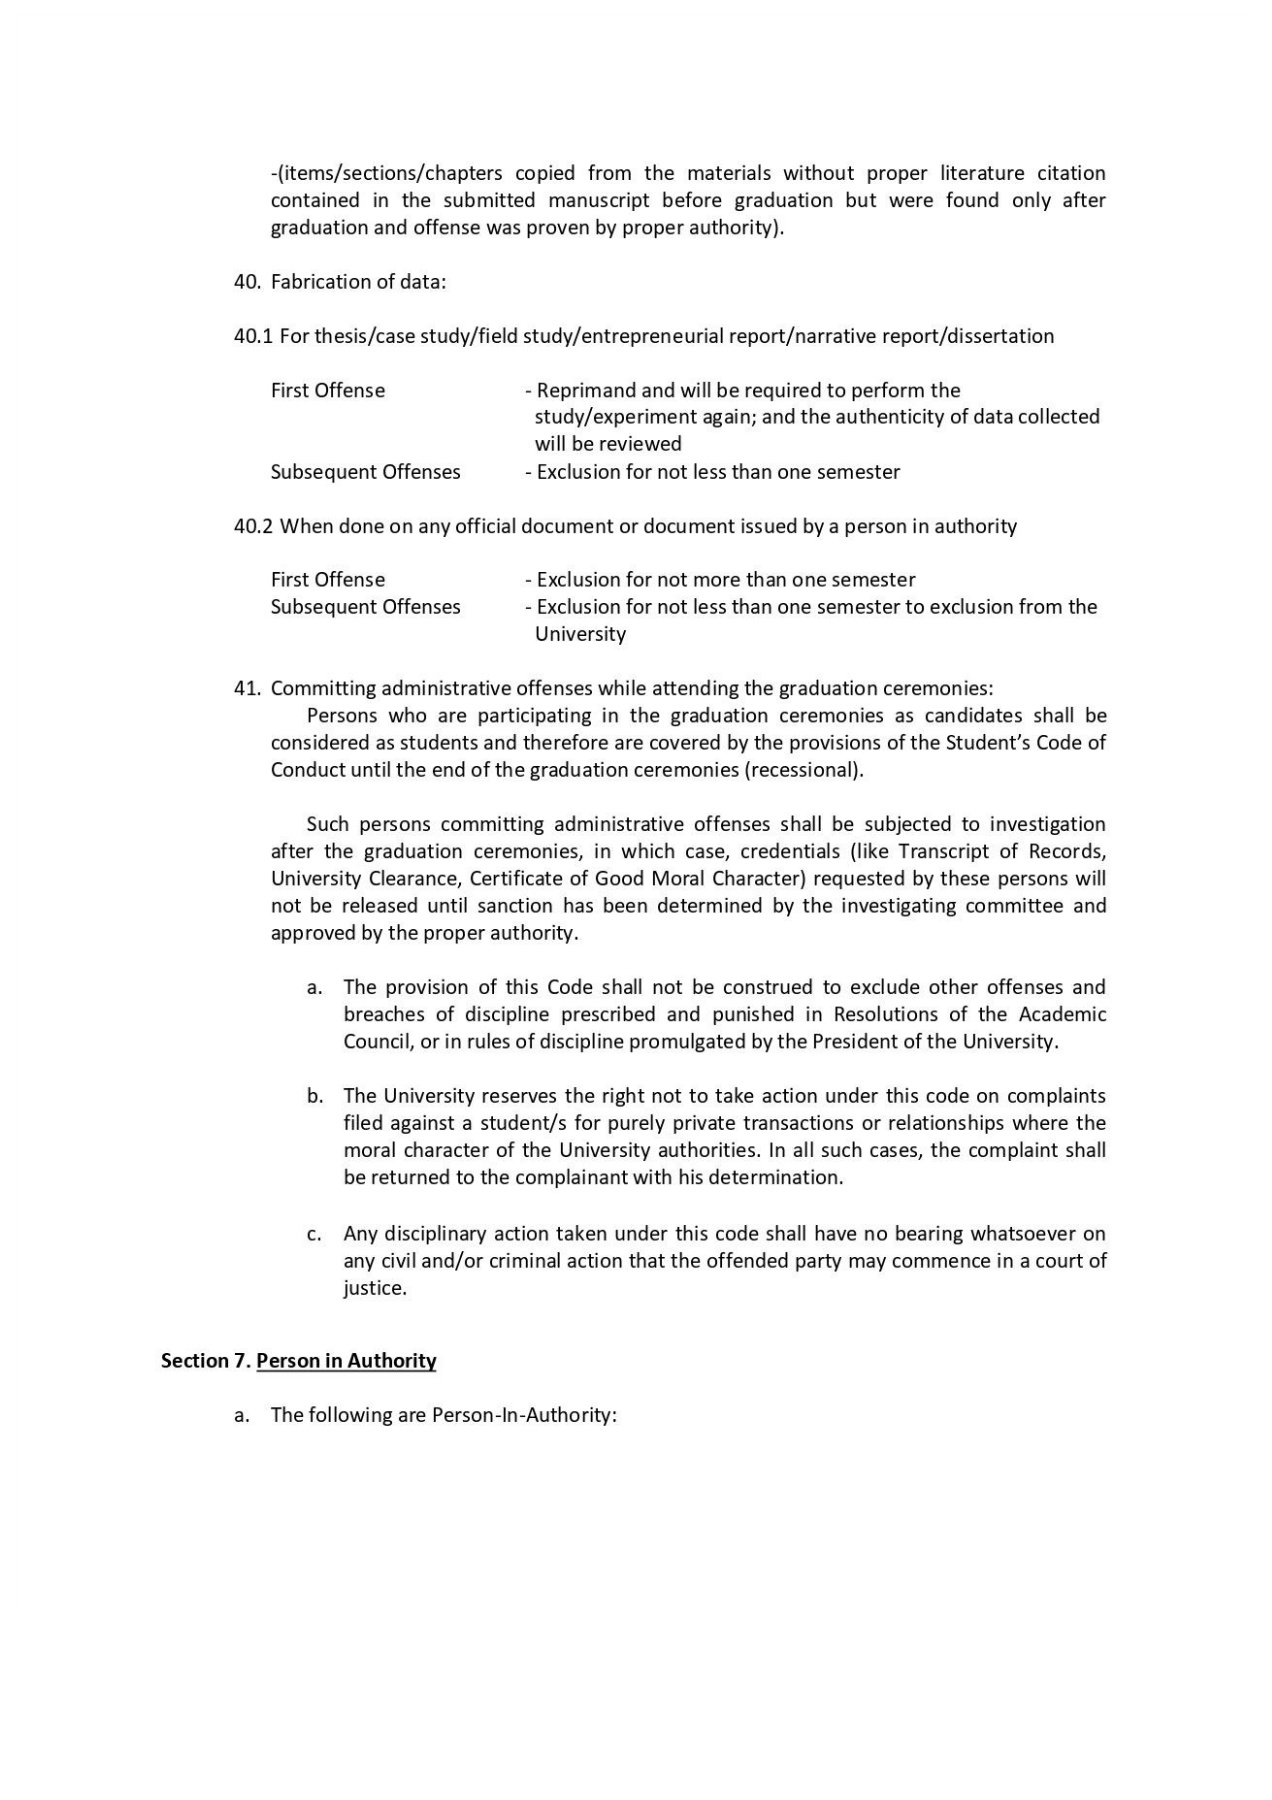 -(items/sections/chapters copied from the materials without proper literature citation
contained in the submitted manuscript before graduation but were found only after
graduation and offense was proven by proper authority).
40. Fabrication of data:
40.1 For thesis/case study/field study/entrepreneurial report/narrative report/dissertation
First Offense - Reprimand and will be required to perform the
study/experiment again; and the authenticity of data collected
will be reviewed
Subsequent Offenses - Exclusion for not less than one semester
40.2 When done on any official document or document issued by a person in authority
First Offense - Exclusion for not more than one semester
Subsequent Offenses - Exclusion for not less than one semester to exclusion from the
University
41. Committing administrative offenses while attending the graduation ceremonies:
Persons who are participating in the graduation ceremonies as candidates shall be
considered as students and therefore are covered by the provisions of the Student’s Code of
Conduct until the end of the graduation ceremonies (recessional).
Such persons committing administrative offenses shall be subjected to investigation
after the graduation ceremonies, in which case, credentials (like Transcript of Records,
University Clearance, Certificate of Good Moral Character) requested by these persons will
not be released until sanction has been determined by the investigating committee and
approved by the proper authority.
a. The provision of this Code shall not be construed to exclude other offenses and
breaches of discipline prescribed and punished in Resolutions of the Academic
Council, or in rules of discipline promulgated by the President of the University.
b. The University reserves the right not to take action under this code on complaints
filed against a student/s for purely private transactions or relationships where the
moral character of the University authorities. In all such cases, the complaint shall
be returned to the complainant with his determination.
c. Any disciplinary action taken under this code shall have no bearing whatsoever on
any civil and/or criminal action that the offended party may commence in a court of
justice.
Section 7. Person in Authority
a. The following are Person-In-Authority: